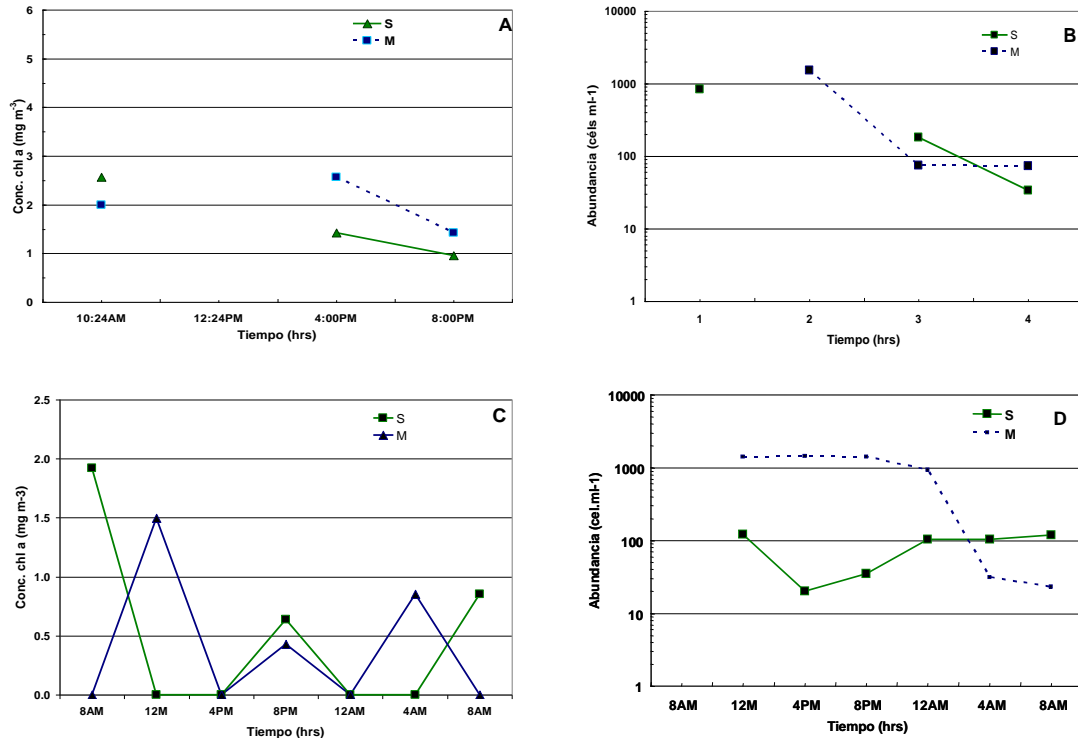 A
S
M
6
5
4
3
2
1
0
Conc. chl a (mg m-3)
10:24AM 12:24PM 4:00PM 8:00PM
Tiempo (hrs)
B
S
M
10000
1000
100
10
1
Abundancia (céls ml-1)
1 2 3 4
Tiempo (hrs)
C
S
M
2.5
2.0
1.5
1.0
0.5
0.0
Conc. chl a (mg m-3)
8AM 12M 4PM 8PM 12AM 4AM 8AM
Tiempo (hrs)
D
S
M
10000
1000
100
10
1
Abundancia (cel.ml-1)
8AM 12M 4PM 8PM 12AM 4AM 8AM
Tiempo (hrs)